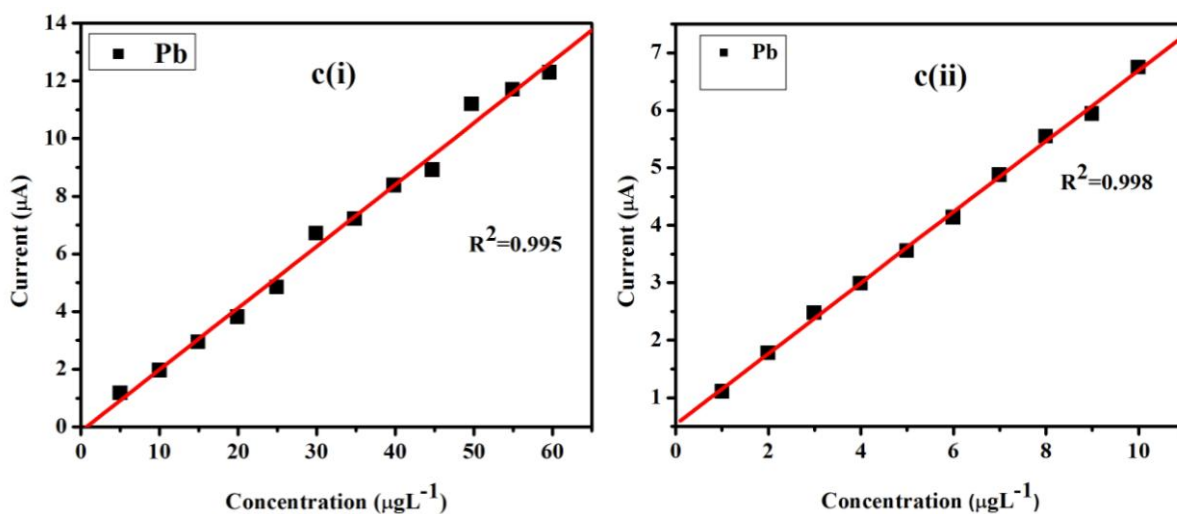 14
12
10
8
6
4
2
0
Current (µA)
Pb
c(i)
R²=0.995
0 10 20 30 40 50 60
Concentration (µgL⁻¹)
7
6
5
4
3
2
1
Current (µA)
Pb
c(ii)
R²=0.998
0 2 4 6 8 10
Concentration (µgL⁻¹)